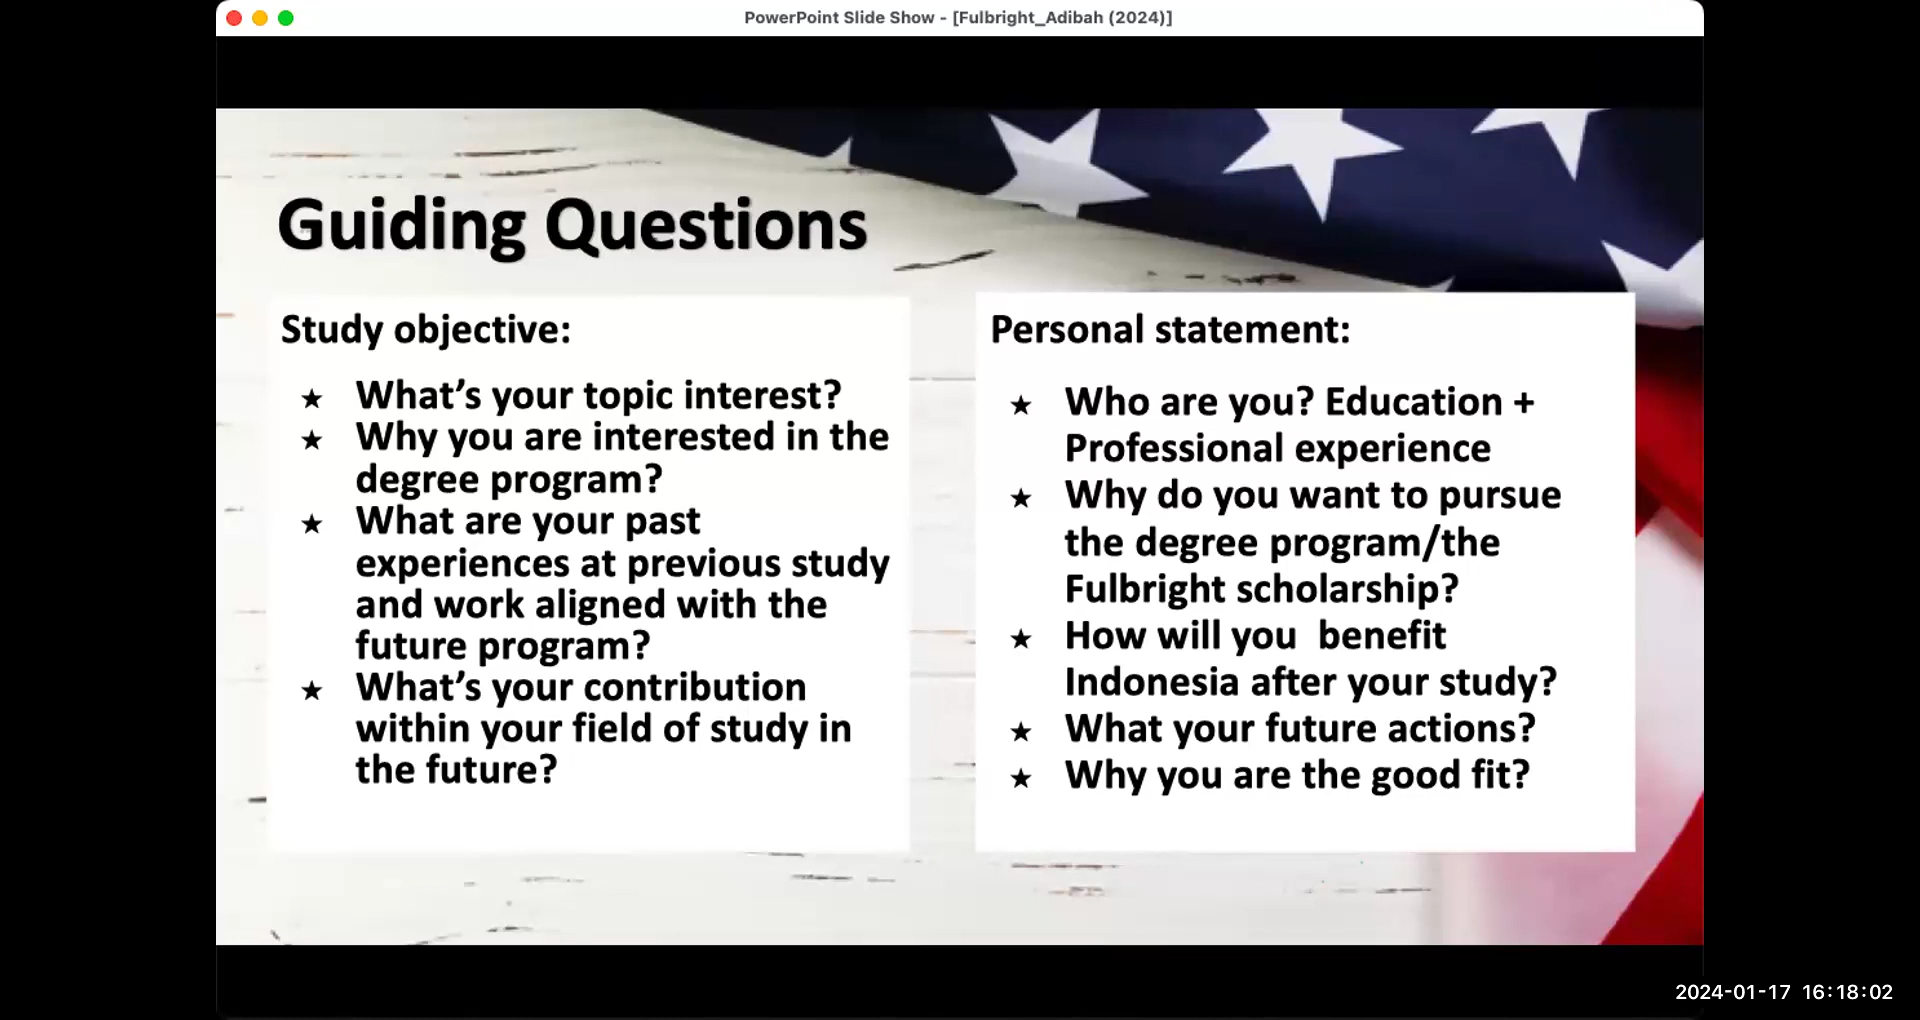 PowerPoint Slide Show - [Fulbright_Adibah (2024)]
Guiding Questions
Study objective:
★ What’s your topic interest?
★ Why you are interested in the
degree program?
★ What are your past
experiences at previous study
and work aligned with the
future program?
★ What’s your contribution
within your field of study in
the future?
Personal statement:
★ Who are you? Education +
Professional experience
★ Why do you want to pursue
the degree program/the
Fulbright scholarship?
★ How will you  benefit
Indonesia after your study?
★ What your future actions?
★ Why you are the good fit?
2024-01-17 16:18:02